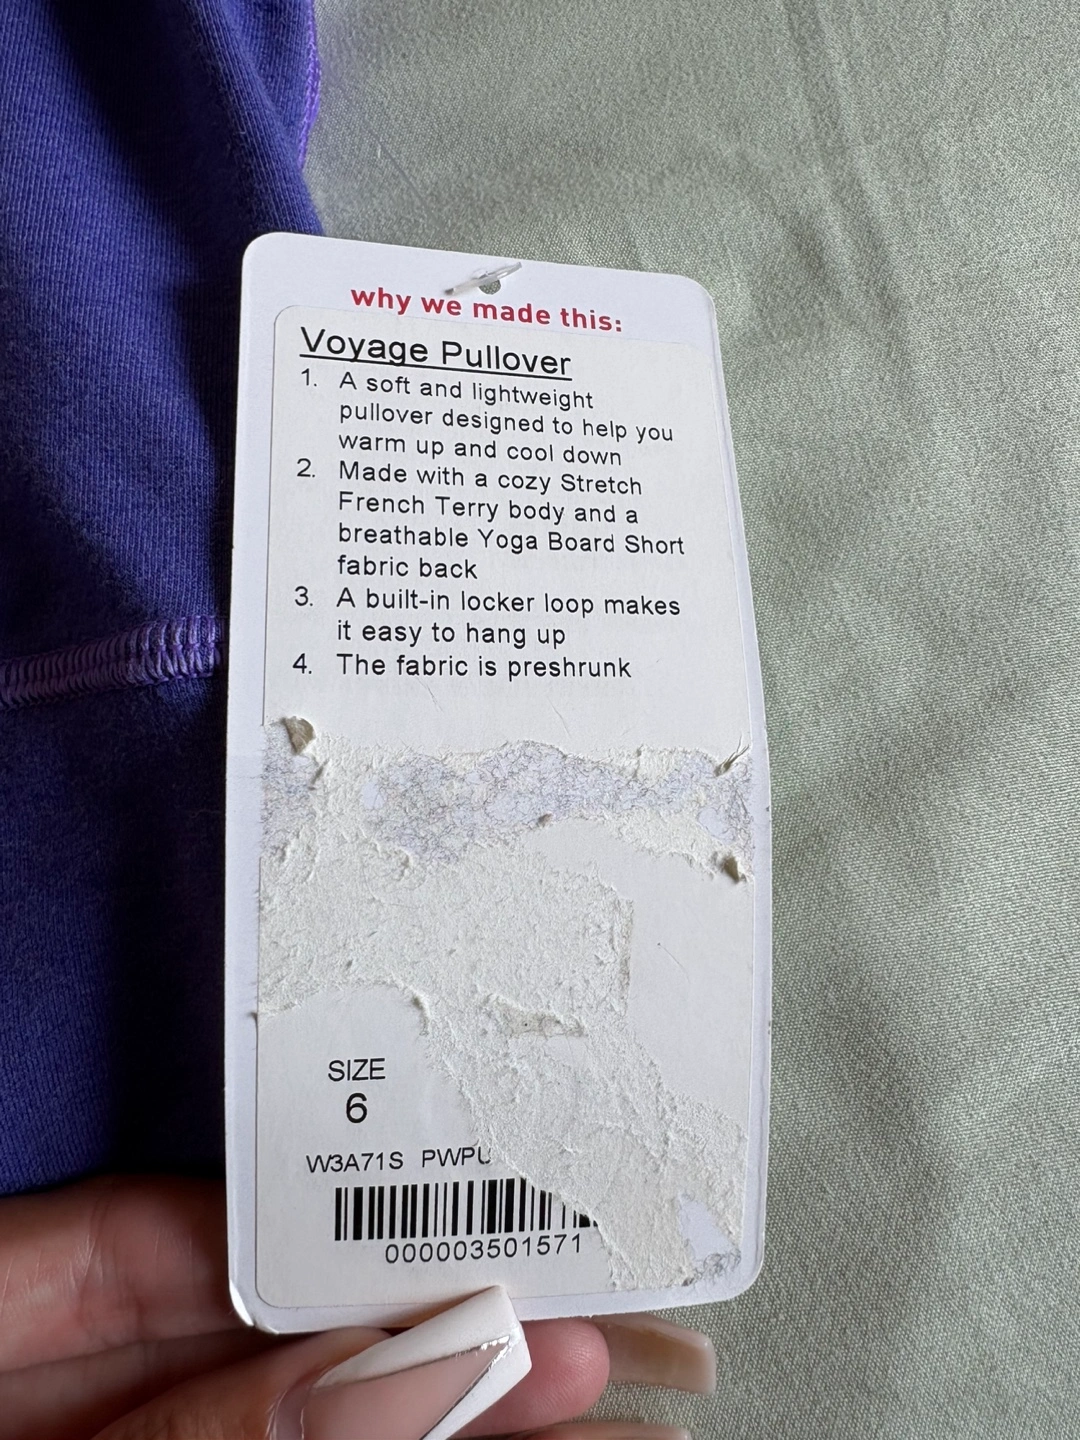 why we made this:
Voyage Pullover
1. A soft and lightweight
pullover designed to help you
warm up and cool down
2. Made with a cozy Stretch
French Terry body and a
breathable Yoga Board Short
fabric back
3. A built-in locker loop makes
it easy to hang up
4. The fabric is preshrunk
SIZE
6
W3A71S PWPU
000003501571